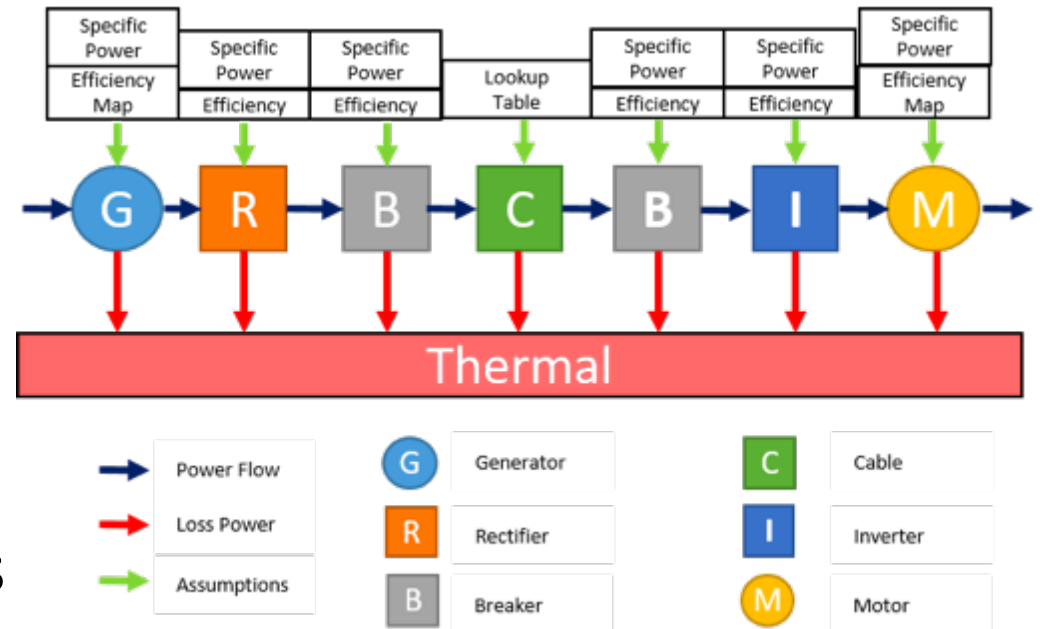 Specific
Power
Efficiency
Map
Specific
Power
Efficiency
Specific
Power
Efficiency
Lookup
Table
Specific
Power
Efficiency
Specific
Power
Efficiency
Specific
Power
Efficiency
Map
G
R
B
C
B
I
M
Thermal
Power Flow
Loss Power
Assumptions
G
Generator
R
Rectifier
B
Breaker
C
Cable
I
Inverter
M
Motor